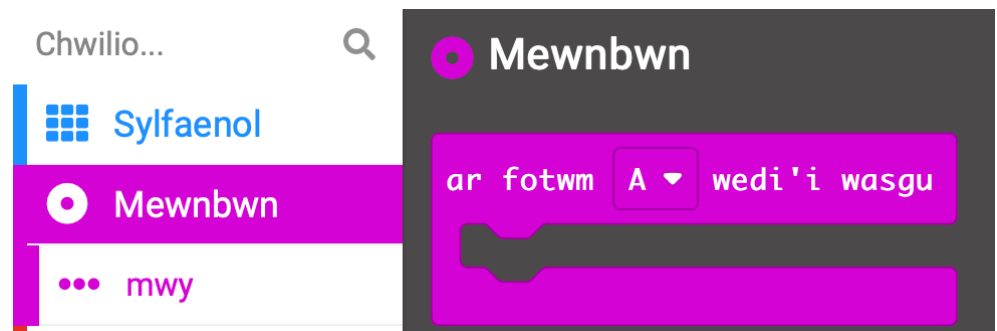 Chwilio...
Sylfaenol
Mewnbwn
mwy
Mewnbwn
ar fotwm A wedi'i wasgu